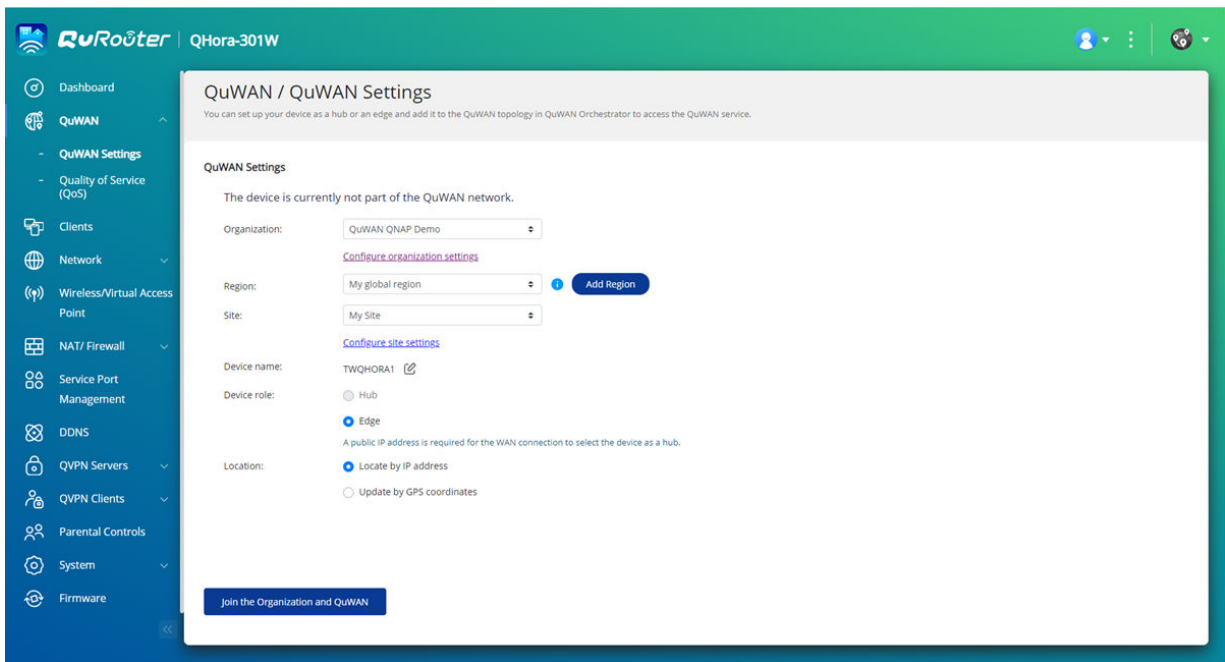 QuRouter | QHora-301W
Dashboard
QuWAN
- QuWAN Settings
- Quality of Service
(QoS)
Clients
Network
Wireless/Virtual Access
Point
NAT/ Firewall
Service Port
Management
DDNS
QVPN Servers
QVPN Clients
Parental Controls
System
Firmware
QuWAN / QuWAN Settings
You can set up your device as a hub or an edge and add it to the QuWAN topology in QuWAN Orchestrator to access the QuWAN service.
QuWAN Settings
The device is currently not part of the QuWAN network.
Organization: QuWAN QNAP Demo
Configure organization settings
Region: My global region Add Region
Site: My Site
Configure site settings
Device name: TWQHORA1
Device role: Hub
Edge
A public IP address is required for the WAN connection to select the device as a hub.
Location: Locate by IP address
Update by GPS coordinates
Join the Organization and QuWAN